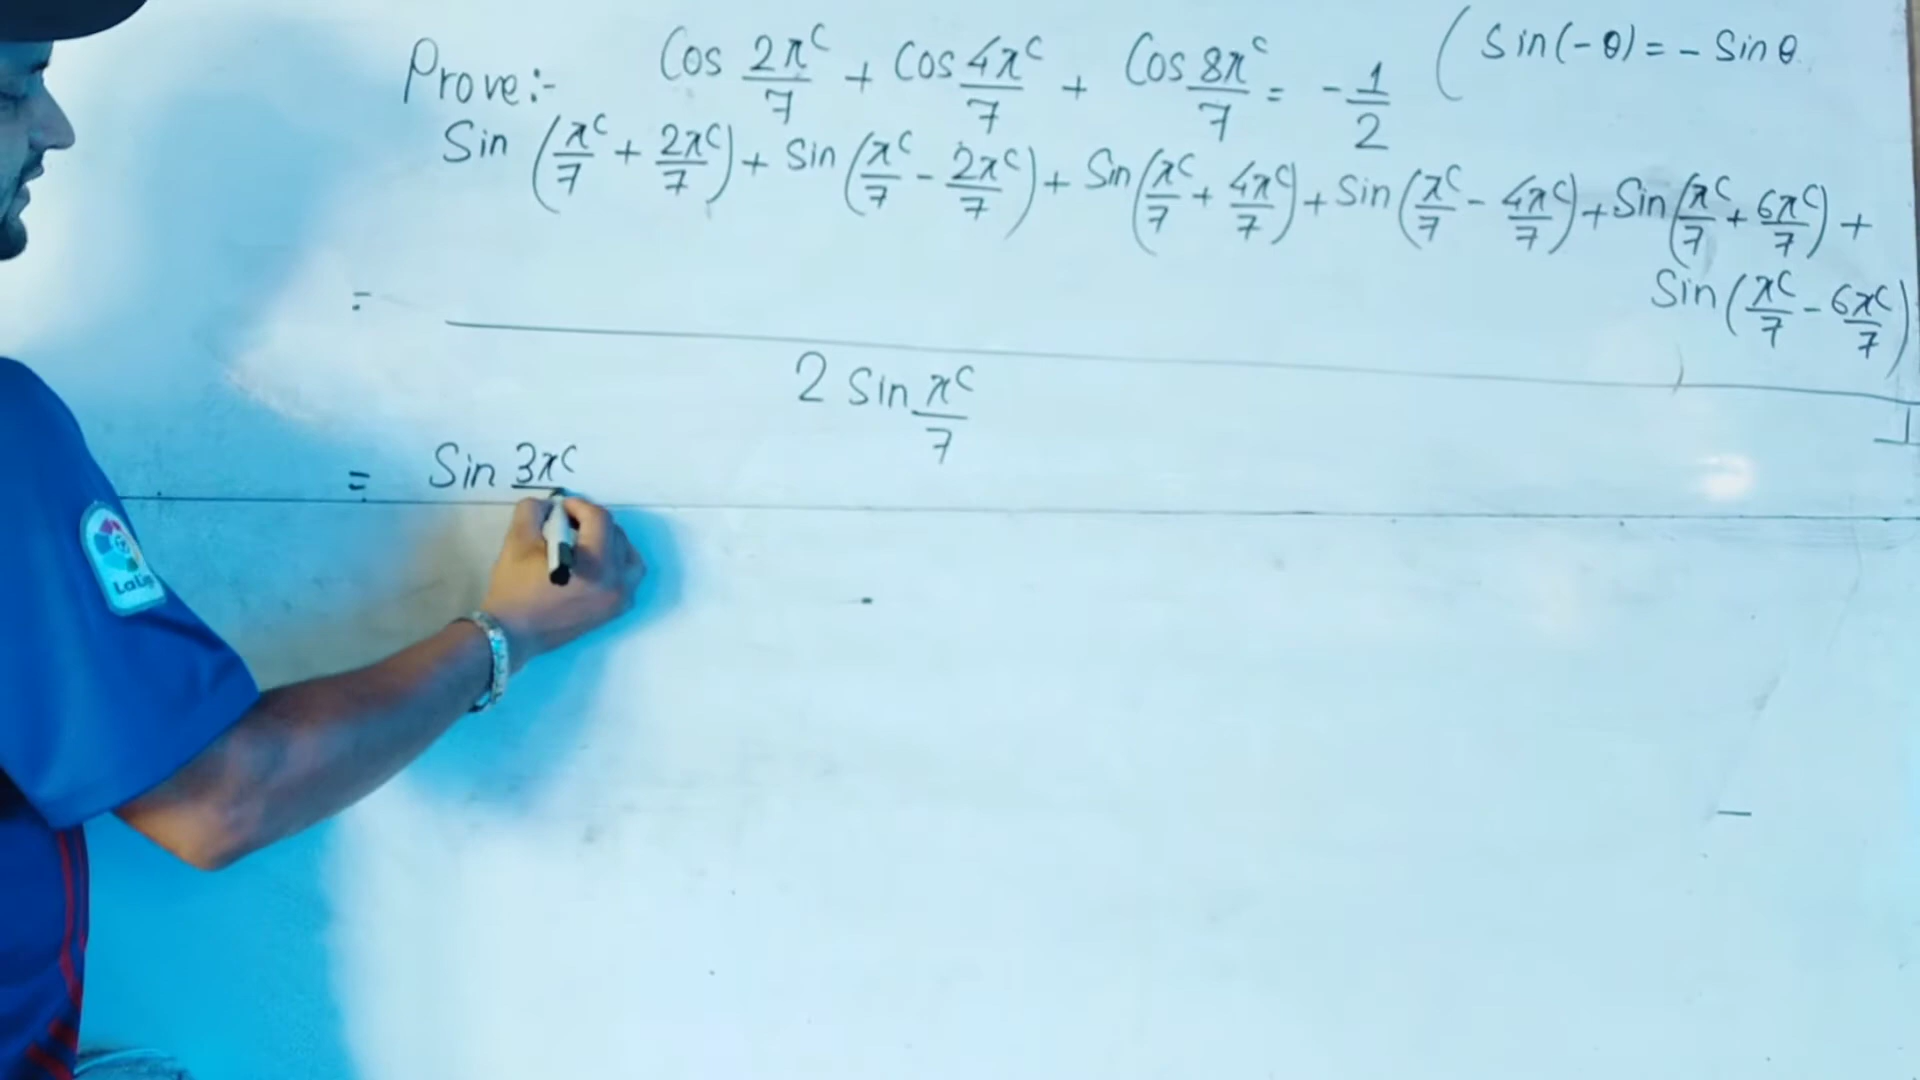 Prove:- Cos 2π^c/7 + Cos 4π^c/7 + Cos 8π^c/7 = -1/2 ( Sin(-θ) = - Sin θ
Sin (π^c/7 + 2π^c/7) + Sin (π^c/7 - 2π^c/7) + Sin (π^c/7 + 4π^c/7) + Sin (π^c/7 - 4π^c/7) + Sin (π^c/7 + 6π^c/7) +
Sin (π^c/7 - 6π^c/7)
=
2 Sin π^c/7
= Sin 3π^c